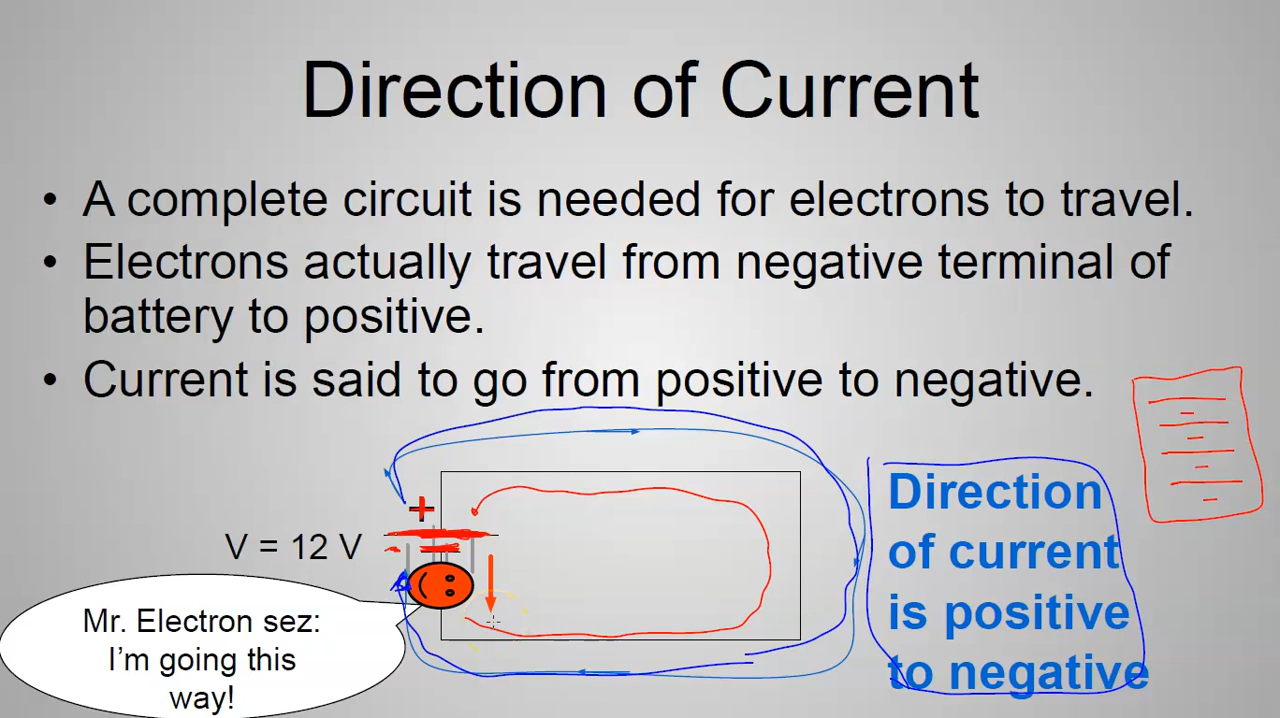 Direction of Current
• A complete circuit is needed for electrons to travel.
• Electrons actually travel from negative terminal of
battery to positive.
• Current is said to go from positive to negative.
+
V = 12 V
Mr. Electron sez:
I'm going this
way!
Direction
of current
is positive
to negative